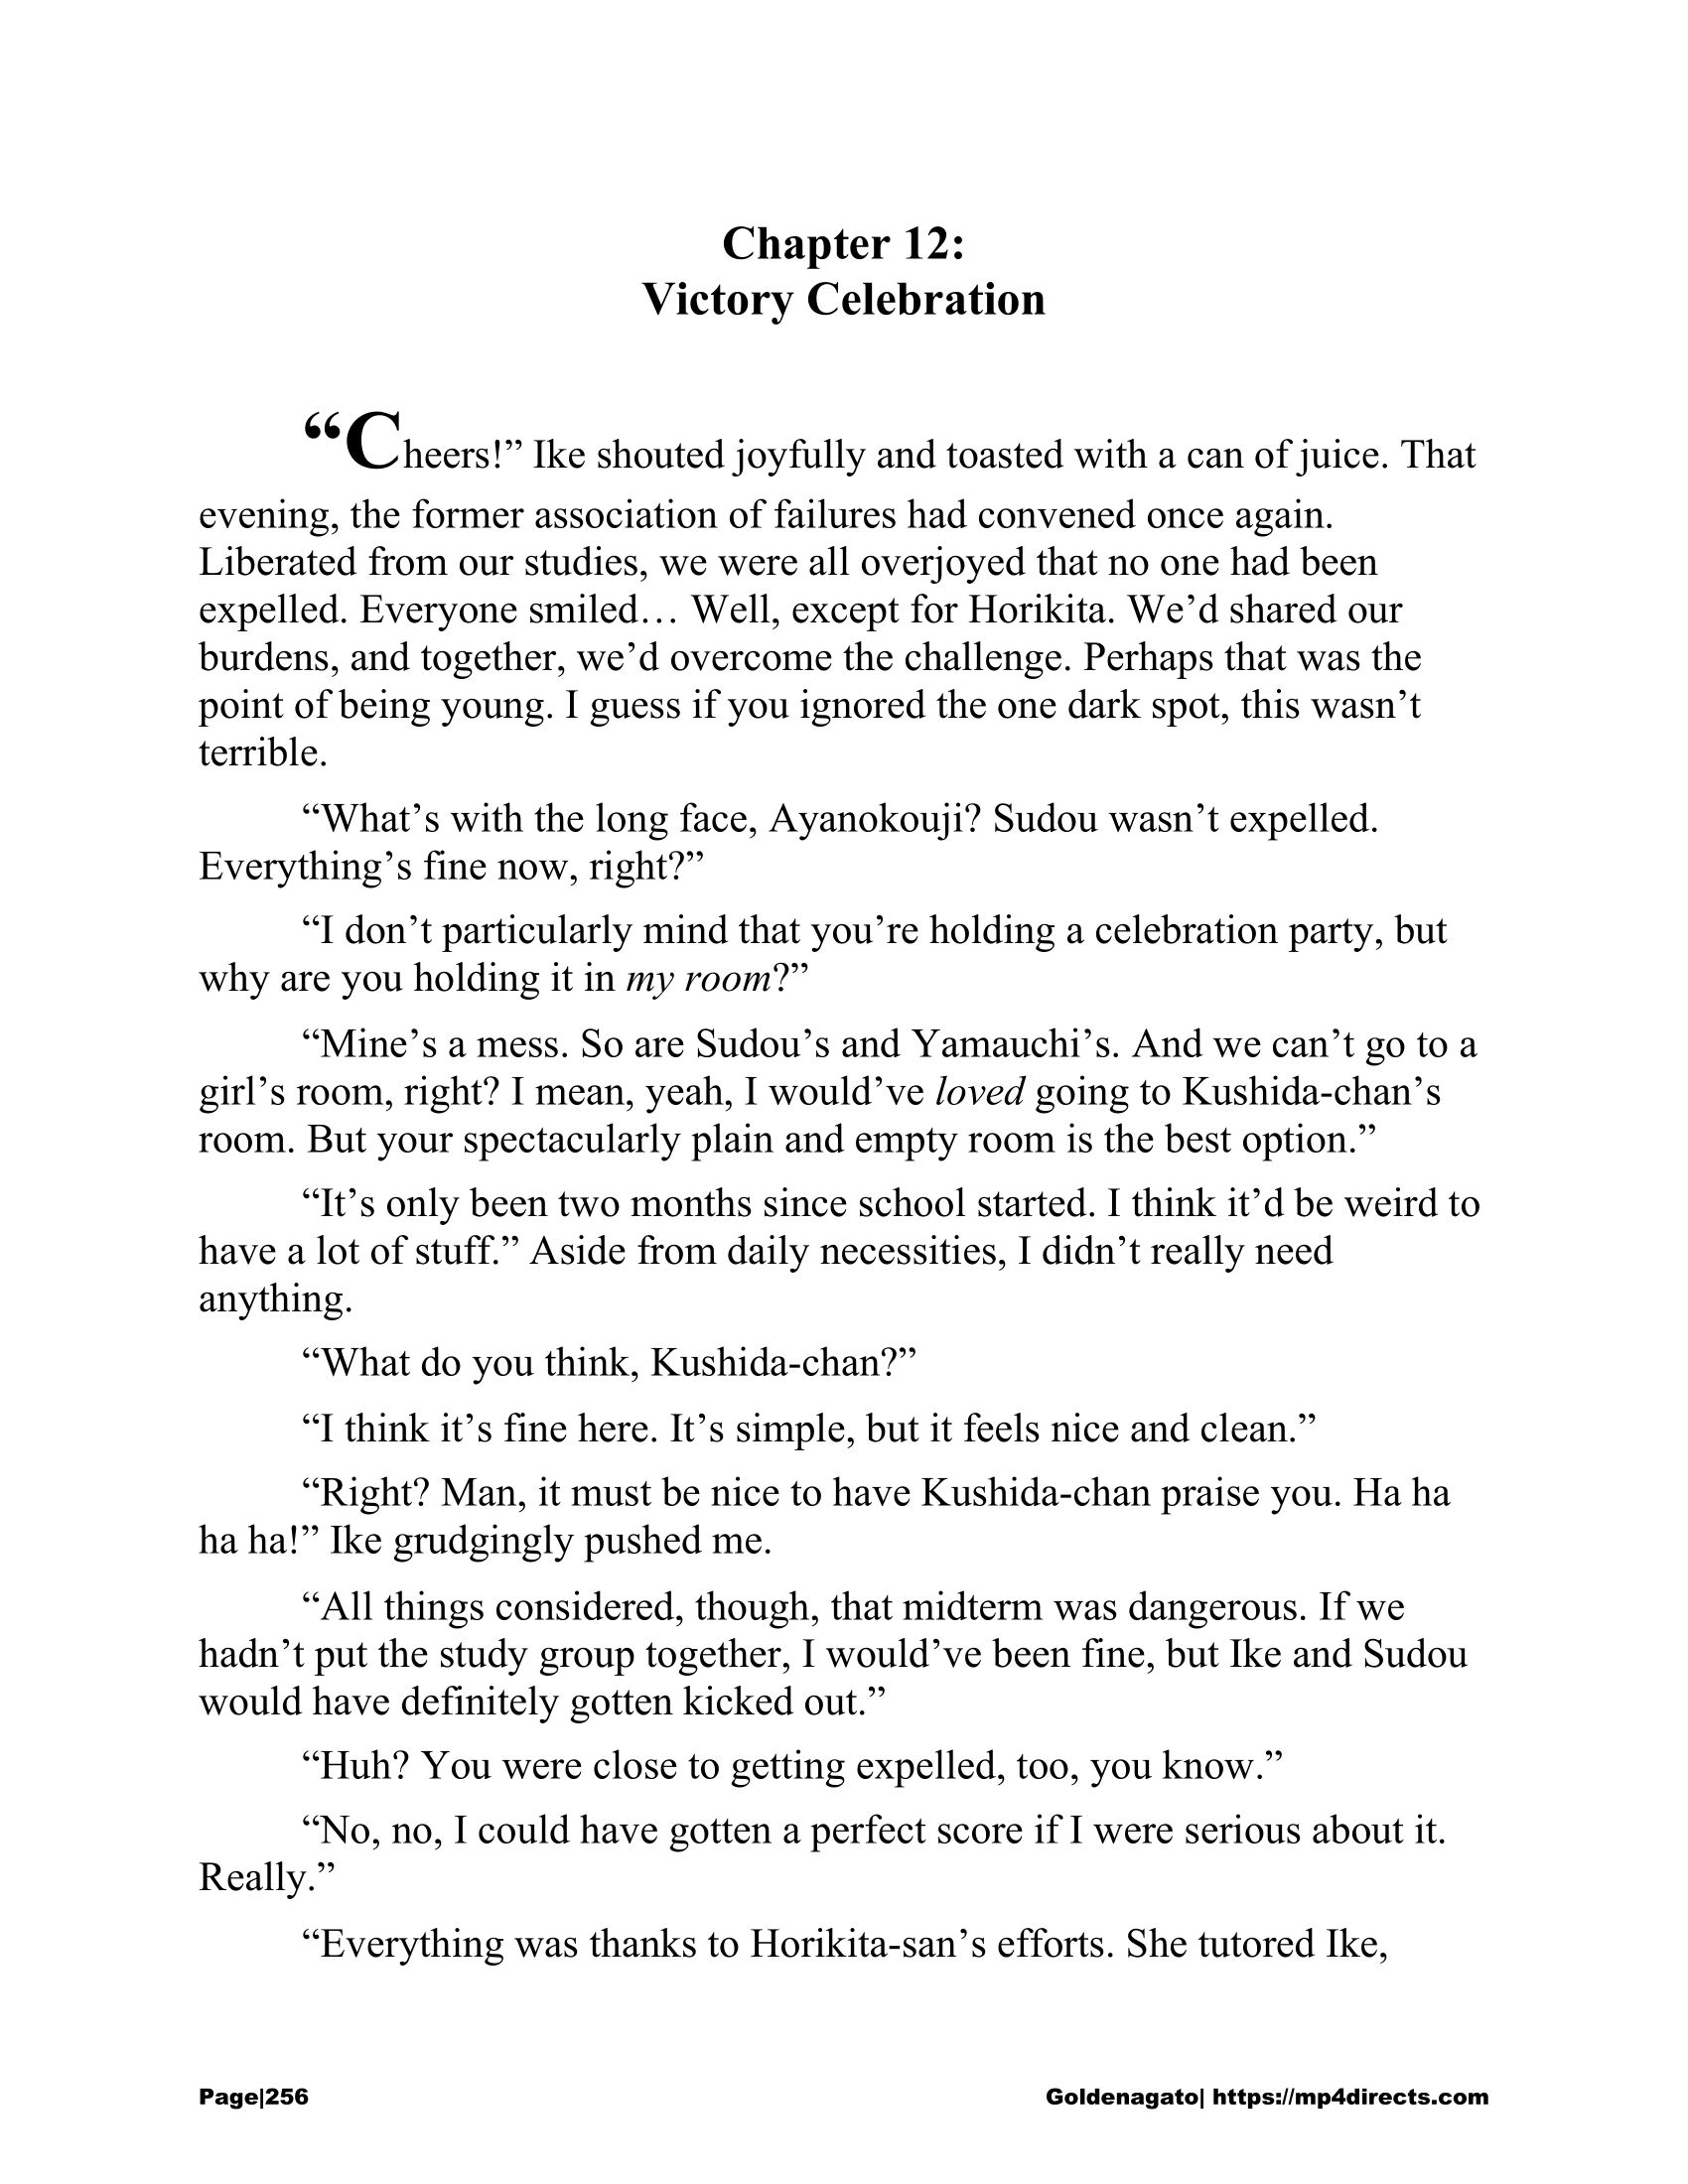 Chapter 12:
Victory Celebration
“Cheers!” Ike shouted joyfully and toasted with a can of juice. That
evening, the former association of failures had convened once again.
Liberated from our studies, we were all overjoyed that no one had been
expelled. Everyone smiled… Well, except for Horikita. We’d shared our
burdens, and together, we’d overcome the challenge. Perhaps that was the
point of being young. I guess if you ignored the one dark spot, this wasn’t
terrible.
“What’s with the long face, Ayanokouji? Sudou wasn’t expelled.
Everything’s fine now, right?”
“I don’t particularly mind that you’re holding a celebration party, but
why are you holding it in my room?”
“Mine’s a mess. So are Sudou’s and Yamauchi’s. And we can’t go to a
girl’s room, right? I mean, yeah, I would’ve loved going to Kushida-chan’s
room. But your spectacularly plain and empty room is the best option.”
“It’s only been two months since school started. I think it’d be weird to
have a lot of stuff.” Aside from daily necessities, I didn’t really need
anything.
“What do you think, Kushida-chan?”
“I think it’s fine here. It’s simple, but it feels nice and clean.”
“Right? Man, it must be nice to have Kushida-chan praise you. Ha ha
ha ha!” Ike grudgingly pushed me.
“All things considered, though, that midterm was dangerous. If we
hadn’t put the study group together, I would’ve been fine, but Ike and Sudou
would have definitely gotten kicked out.”
“Huh? You were close to getting expelled, too, you know.”
“No, no, I could have gotten a perfect score if I were serious about it.
Really.”
“Everything was thanks to Horikita-san’s efforts. She tutored Ike,
Page|256
Goldenagato| https://mp4directs.com